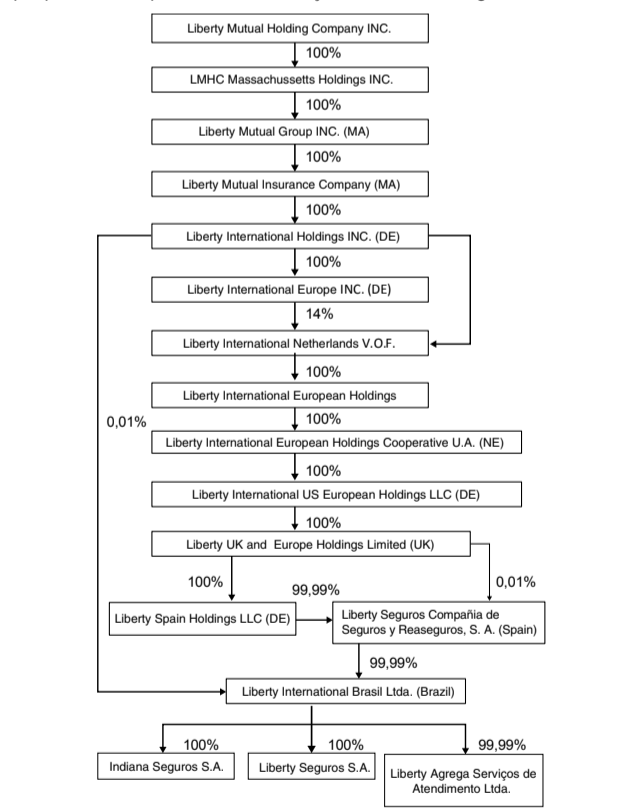 Liberty Mutual Holding Company INC.
100%
LMHC Massachussetts Holdings INC.
100%
Liberty Mutual Group INC. (MA)
100%
Liberty Mutual Insurance Company (MA)
100%
Liberty International Holdings INC. (DE)
100%
Liberty International Europe INC. (DE)
14%
Liberty International Netherlands V.O.F.
100%
Liberty International European Holdings
0,01%
100%
Liberty International European Holdings Cooperative U.A. (NE)
100%
Liberty International US European Holdings LLC (DE)
100%
Liberty UK and Europe Holdings Limited (UK)
100%
99,99%
0,01%
Liberty Spain Holdings LLC (DE)
Liberty Seguros Compañia de
Seguros y Reaseguros, S. A. (Spain)
99,99%
Liberty International Brasil Ltda. (Brazil)
100%
100%
99,99%
Indiana Seguros S.A.
Liberty Seguros S.A.
Liberty Agrega Serviços de
Atendimento Ltda.